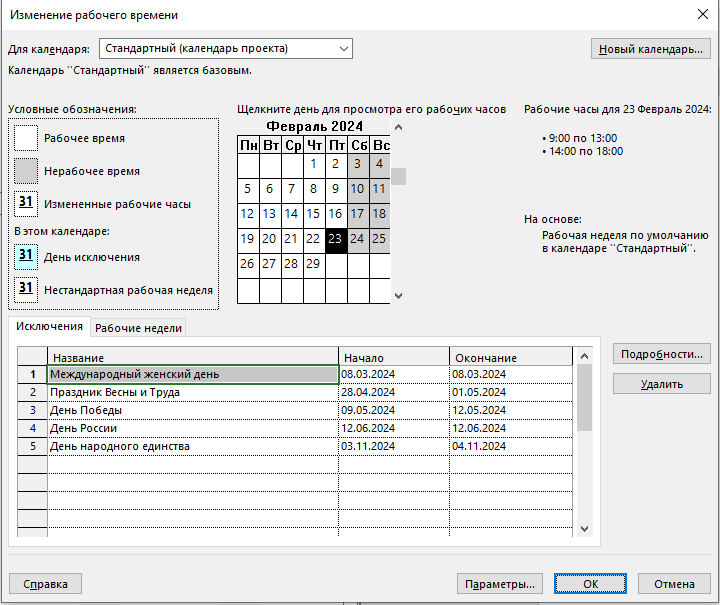 Изменение рабочего времени
Для календаря: Стандартный (календарь проекта) Новый календарь...
Календарь "Стандартный" является базовым.
Условные обозначения:
Рабочее время
Нерабочее время
31 Измененные рабочие часы
В этом календаре:
31 День исключения
31 Нестандартная рабочая неделя
Щелкните день для просмотра его рабочих часов
Февраль 2024
Пн Вт Ср Чт Пт Сб Вс
1 2 3 4
5 6 7 8 9 10 11
12 13 14 15 16 17 18
19 20 21 22 23 24 25
26 27 28 29
Рабочие часы для 23 Февраль 2024:
• 9:00 по 13:00
• 14:00 по 18:00
На основе:
Рабочая неделя по умолчанию
в календаре "Стандартный".
Исключения Рабочие недели
Название Начало Окончание
1 Международный женский день 08.03.2024 08.03.2024
2 Праздник Весны и Труда 28.04.2024 01.05.2024
3 День Победы 09.05.2024 12.05.2024
4 День России 12.06.2024 12.06.2024
5 День народного единства 03.11.2024 04.11.2024
Подробности...
Удалить
Справка Параметры... ОК Отмена